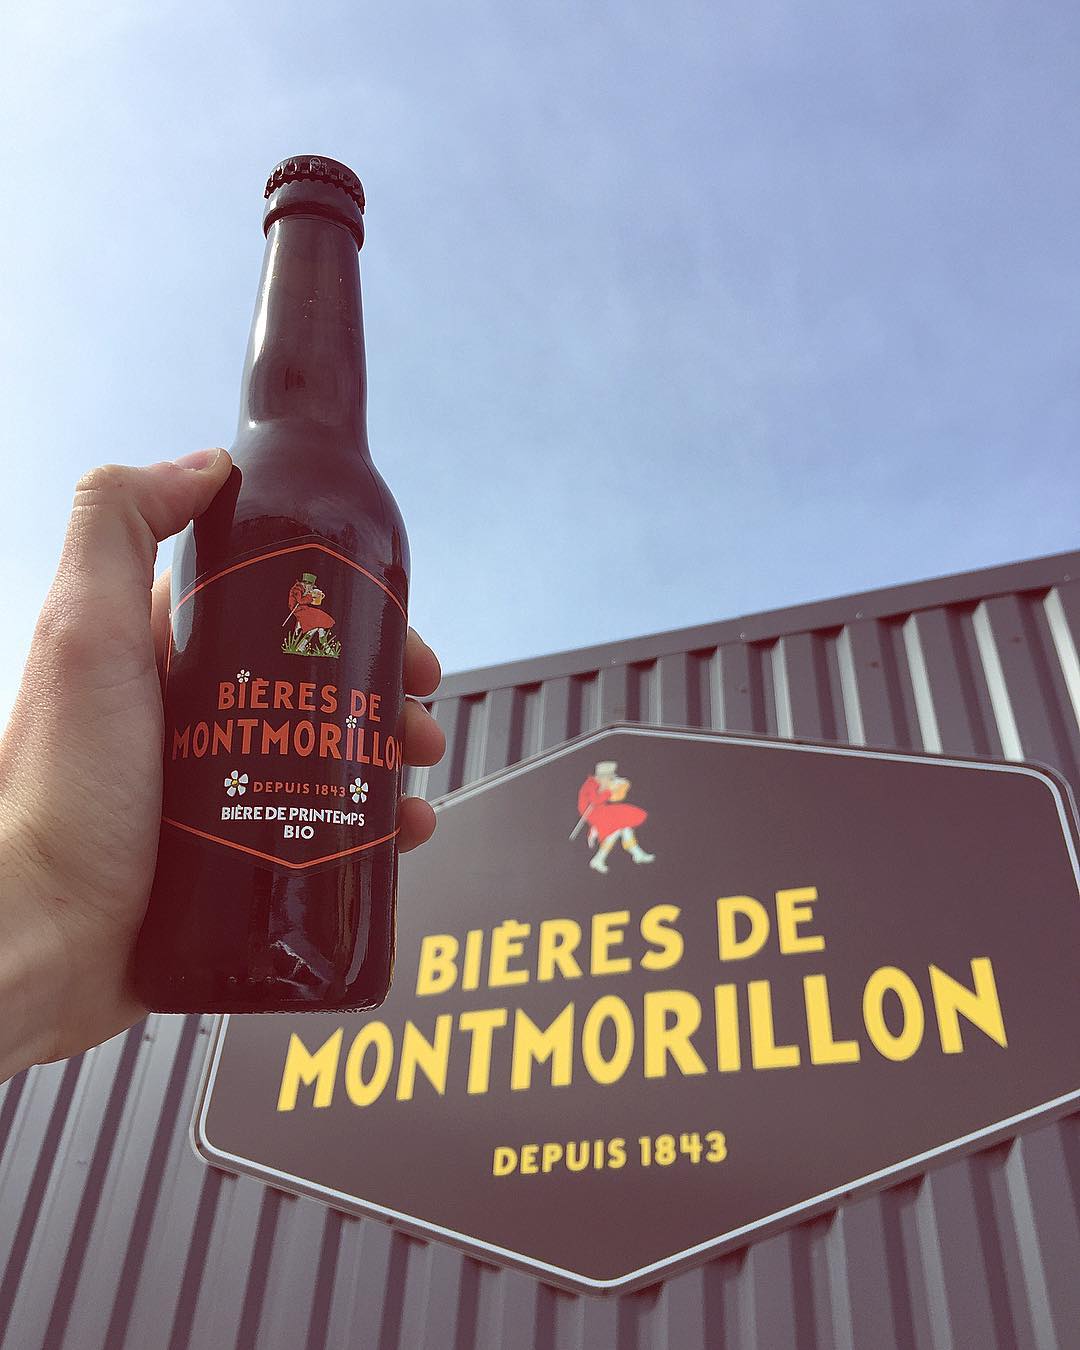 BIÈRES DE
MONTMORILLON
DEPUIS 1843
BIÈRE DE PRINTEMPS
BIO
BIÈRES DE
MONTMORILLON
DEPUIS 1843